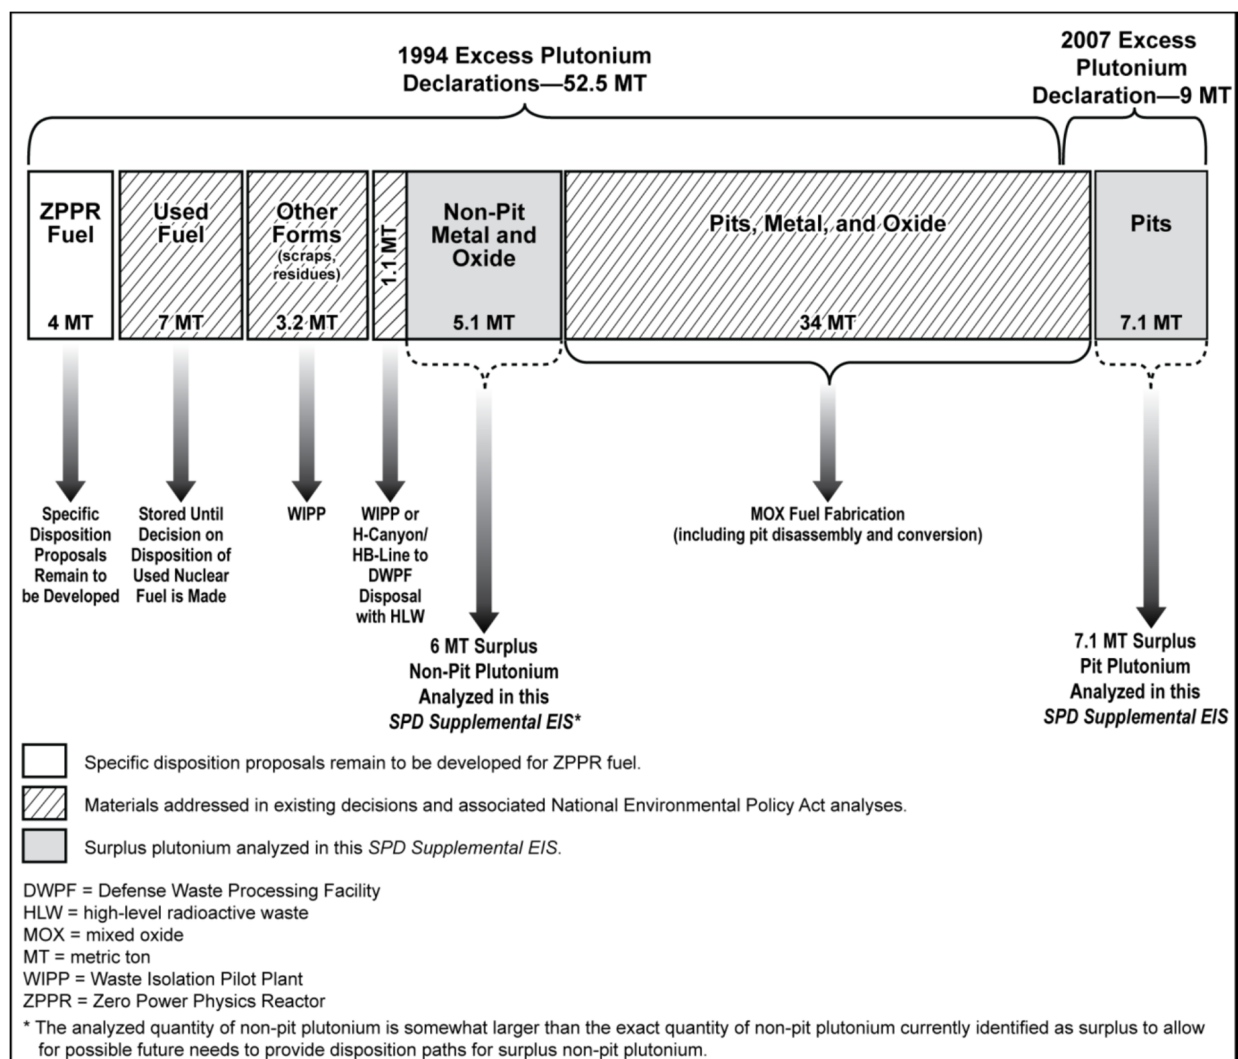 1994 Excess Plutonium
Declarations—52.5 MT
2007 Excess
Plutonium
Declaration—9 MT
ZPPR
Fuel
4 MT
Used
Fuel
7 MT
Other
Forms
(scraps,
residues)
3.2 MT
1.1 MT
Non-Pit
Metal and
Oxide
5.1 MT
Pits, Metal, and Oxide
34 MT
Pits
7.1 MT
Specific
Disposition
Proposals
Remain to
be Developed
Stored Until
Decision on
Disposition of
Used Nuclear
Fuel is Made
WIPP
WIPP or
H-Canyon/
HB-Line to
DWPF
Disposal
with HLW
6 MT Surplus
Non-Pit Plutonium
Analyzed in this
SPD Supplemental EIS*
MOX Fuel Fabrication
(including pit disassembly and conversion)
7.1 MT Surplus
Pit Plutonium
Analyzed in this
SPD Supplemental EIS
Specific disposition proposals remain to be developed for ZPPR fuel.
Materials addressed in existing decisions and associated National Environmental Policy Act analyses.
Surplus plutonium analyzed in this SPD Supplemental EIS.
DWPF = Defense Waste Processing Facility
HLW = high-level radioactive waste
MOX = mixed oxide
MT = metric ton
WIPP = Waste Isolation Pilot Plant
ZPPR = Zero Power Physics Reactor
* The analyzed quantity of non-pit plutonium is somewhat larger than the exact quantity of non-pit plutonium currently identified as surplus to allow
for possible future needs to provide disposition paths for surplus non-pit plutonium.